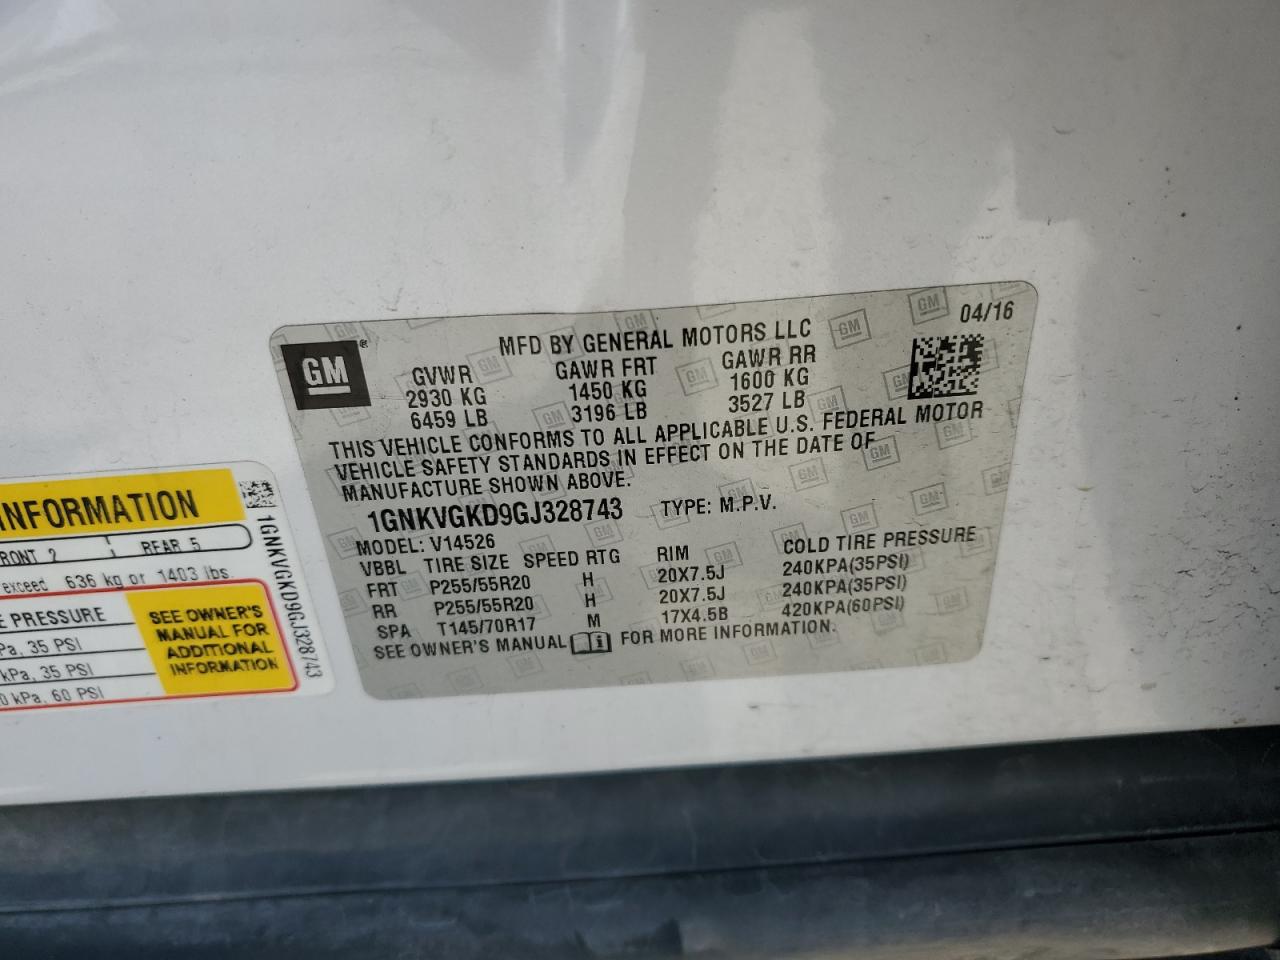 GM
MFD BY GENERAL MOTORS LLC
04/16
GVWR GAWR FRT GAWR RR
2930 KG 1450 KG 1600 KG
6459 LB 3196 LB 3527 LB
THIS VEHICLE CONFORMS TO ALL APPLICABLE U.S. FEDERAL MOTOR
VEHICLE SAFETY STANDARDS IN EFFECT ON THE DATE OF
MANUFACTURE SHOWN ABOVE.
1GNKVGKD9GJ328743 TYPE: M.P.V.
MODEL: V14526
VBBL TIRE SIZE SPEED RTG RIM COLD TIRE PRESSURE
FRT P255/55R20 H 20X7.5J 240KPA(35PSI)
RR P255/55R20 H 20X7.5J 240KPA(35PSI)
SPA T145/70R17 M 17X4.5B 420KPA(60PSI)
SEE OWNER'S MANUAL FOR MORE INFORMATION.
INFORMATION
FRONT 2 REAR 5
exceed 636 kg or 1403 lbs.
E PRESSURE
Pa, 35 PSI
kPa, 35 PSI
0 kPa, 60 PSI
SEE OWNER'S
MANUAL FOR
ADDITIONAL
INFORMATION
1GNKVGKD9GJ328743